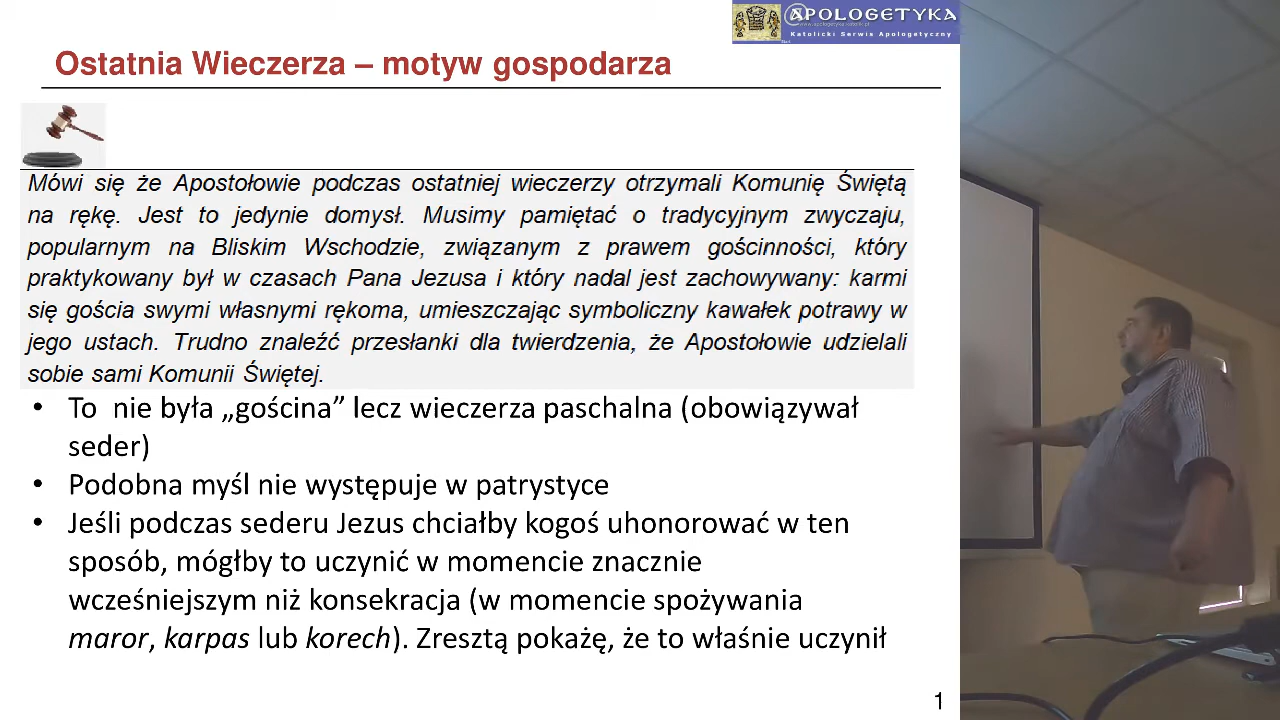 @POLOGETYKA
www.apologetyka.katolik.pl
Katolicki Serwis Apologetyczny
Ostatnia Wieczerza – motyw gospodarza
Mówi się że Apostołowie podczas ostatniej wieczerzy otrzymali Komunię Świętą
na rękę. Jest to jedynie domysł. Musimy pamiętać o tradycyjnym zwyczaju,
popularnym na Bliskim Wschodzie, związanym z prawem gościnności, który
praktykowany był w czasach Pana Jezusa i który nadal jest zachowywany: karmi
się gościa swymi własnymi rękoma, umieszczając symboliczny kawałek potrawy w
jego ustach. Trudno znaleźć przesłanki dla twierdzenia, że Apostołowie udzielali
sobie sami Komunii Świętej.
• To nie była „gościna” lecz wieczerza paschalna (obowiązywał
seder)
• Podobna myśl nie występuje w patrystyce
• Jeśli podczas sederu Jezus chciałby kogoś uhonorować w ten
sposób, mógłby to uczynić w momencie znacznie
wcześniejszym niż konsekracja (w momencie spożywania
maror, karpas lub korech). Zresztą pokażę, że to właśnie uczynił
1